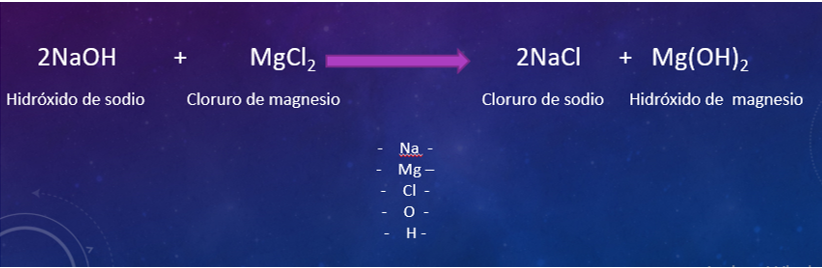 2NaOH + MgCl₂ 2NaCl + Mg(OH)₂
Hidróxido de sodio Cloruro de magnesio Cloruro de sodio Hidróxido de magnesio
- Na -
- Mg –
- Cl -
- O -
- H -